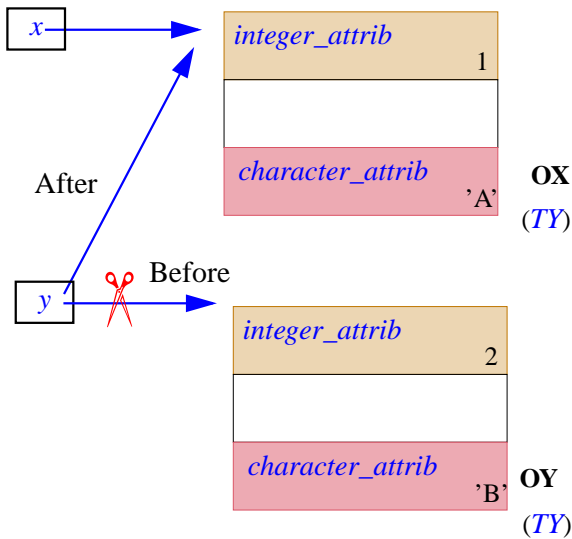 x
integer_attrib
1
After
character_attrib
’A’
OX
(TY)
y
Before
integer_attrib
2
character_attrib
’B’
OY
(TY)